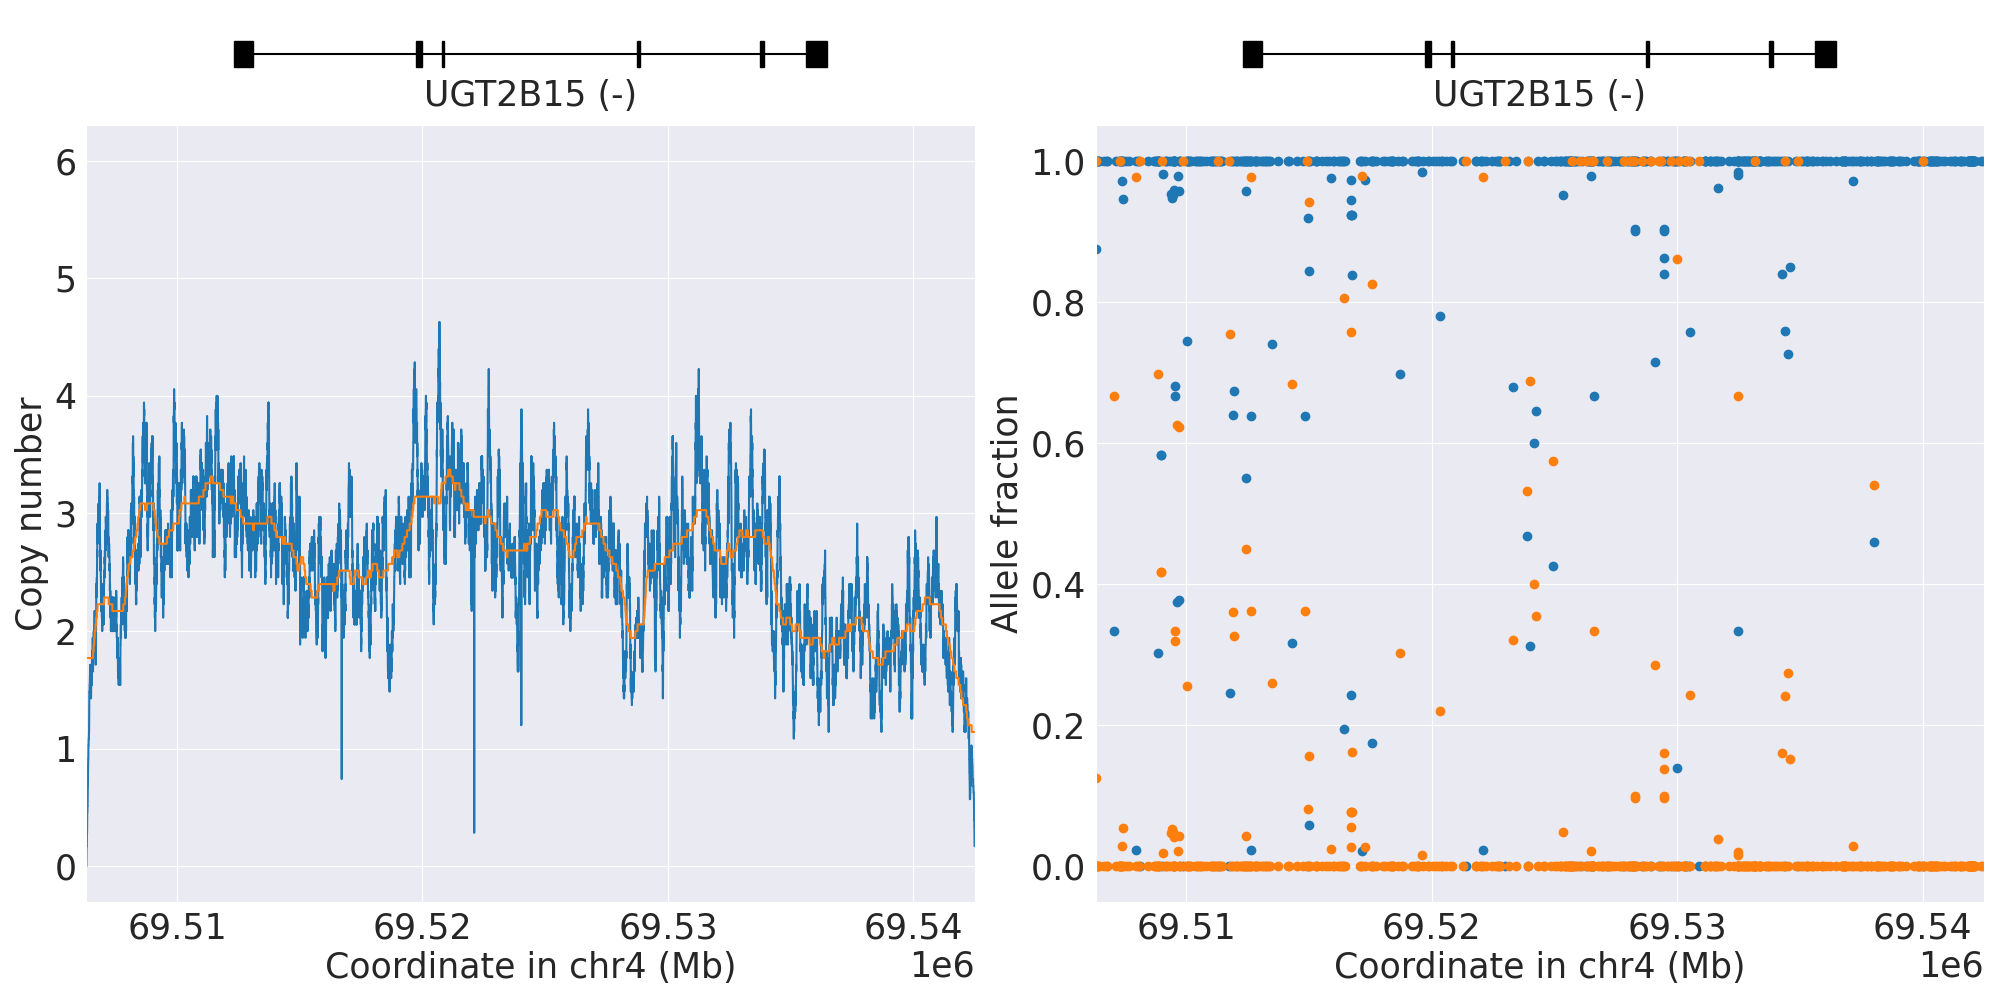 UGT2B15 (-)
UGT2B15 (-)
Copy number
6
5
4
3
2
1
0
69.51
69.52
69.53
69.54
Coordinate in chr4 (Mb)
1e6
Allele fraction
1.0
0.8
0.6
0.4
0.2
0.0
69.51
69.52
69.53
69.54
Coordinate in chr4 (Mb)
1e6